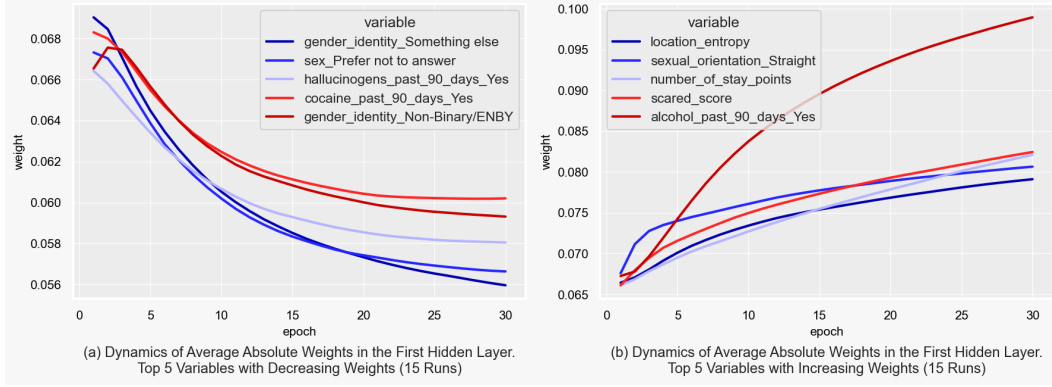 variable
gender_identity_Something else
sex_Prefer not to answer
hallucinogens_past_90_days_Yes
cocaine_past_90_days_Yes
gender_identity_Non-Binary/ENBY
0.068
0.066
0.064
0.062
0.060
0.058
0.056
weight
0 5 10 15 20 25 30
epoch
(a) Dynamics of Average Absolute Weights in the First Hidden Layer.
Top 5 Variables with Decreasing Weights (15 Runs)
variable
location_entropy
sexual_orientation_Straight
number_of_stay_points
scared_score
alcohol_past_90_days_Yes
0.100
0.095
0.090
0.085
0.080
0.075
0.070
0.065
weight
0 5 10 15 20 25 30
epoch
(b) Dynamics of Average Absolute Weights in the First Hidden Layer.
Top 5 Variables with Increasing Weights (15 Runs)